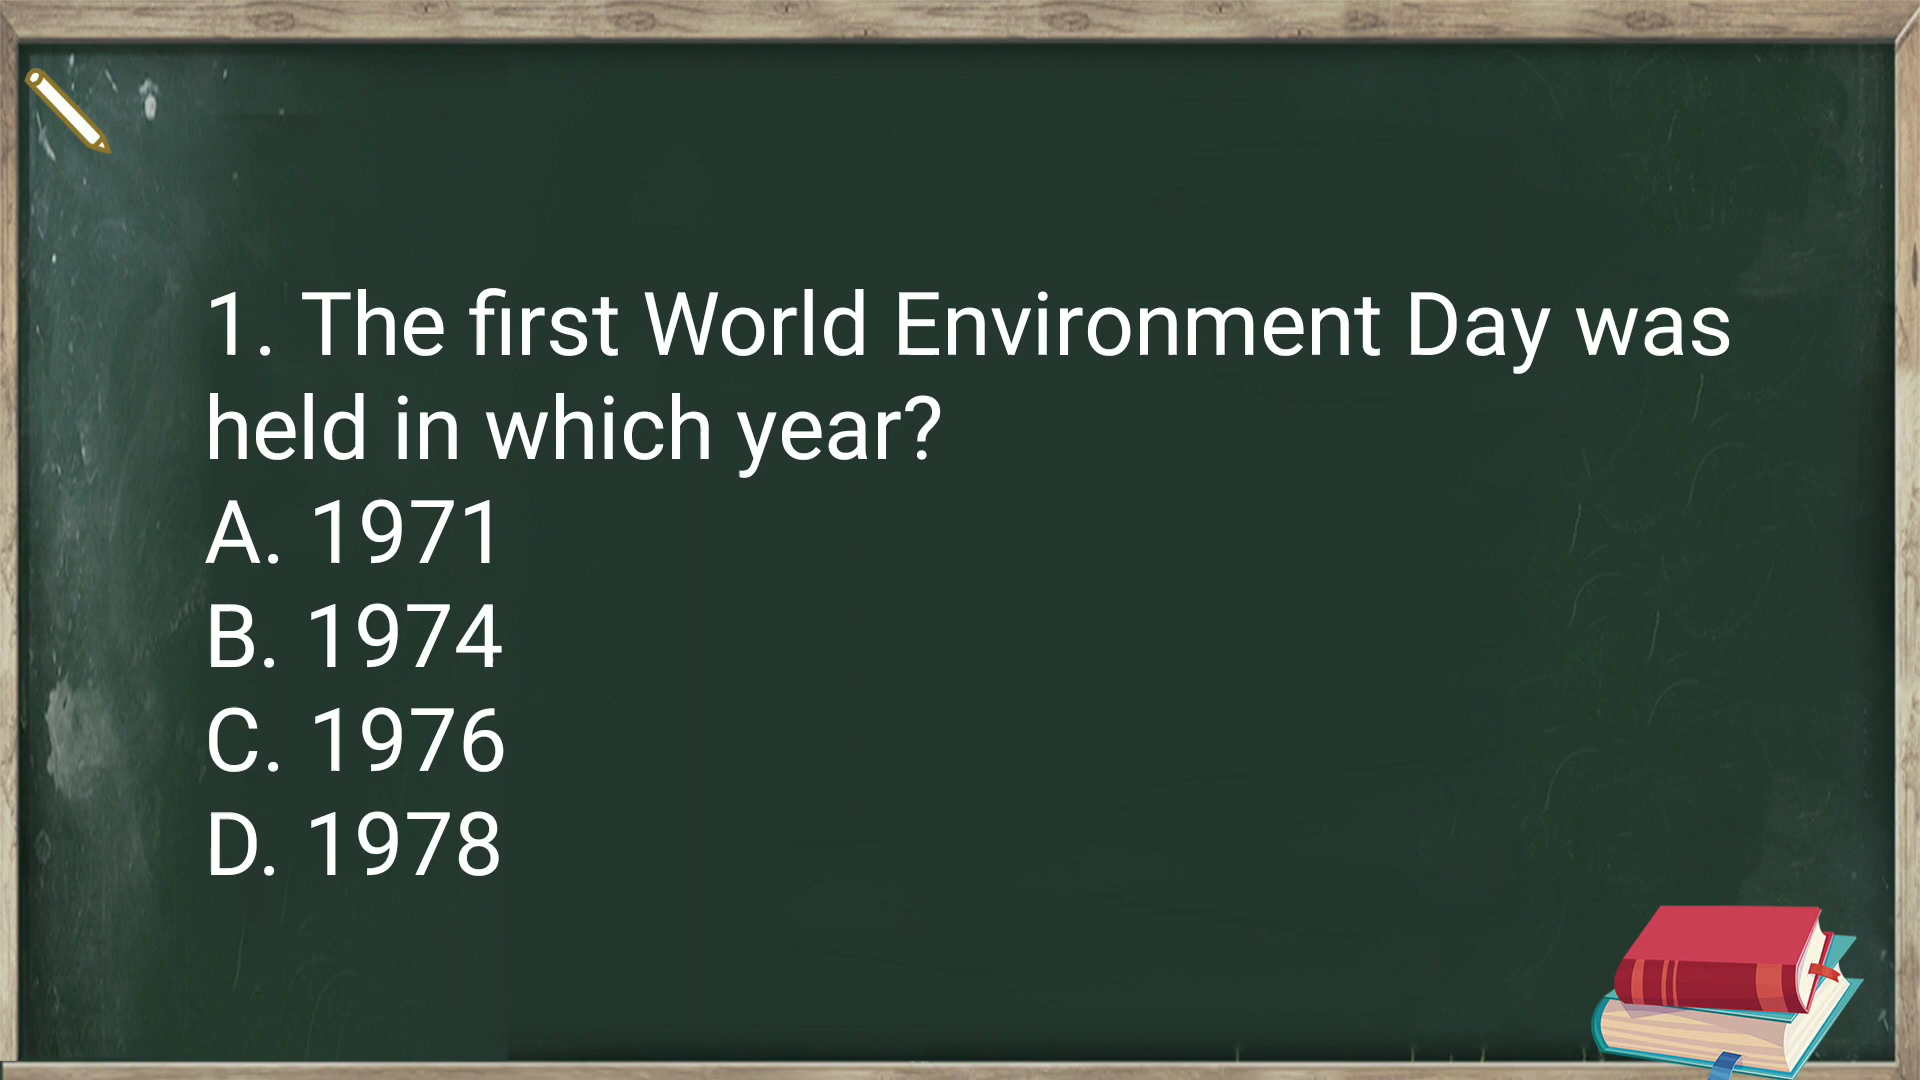 1. The first World Environment Day was
held in which year?
A. 1971
B. 1974
C. 1976
D. 1978